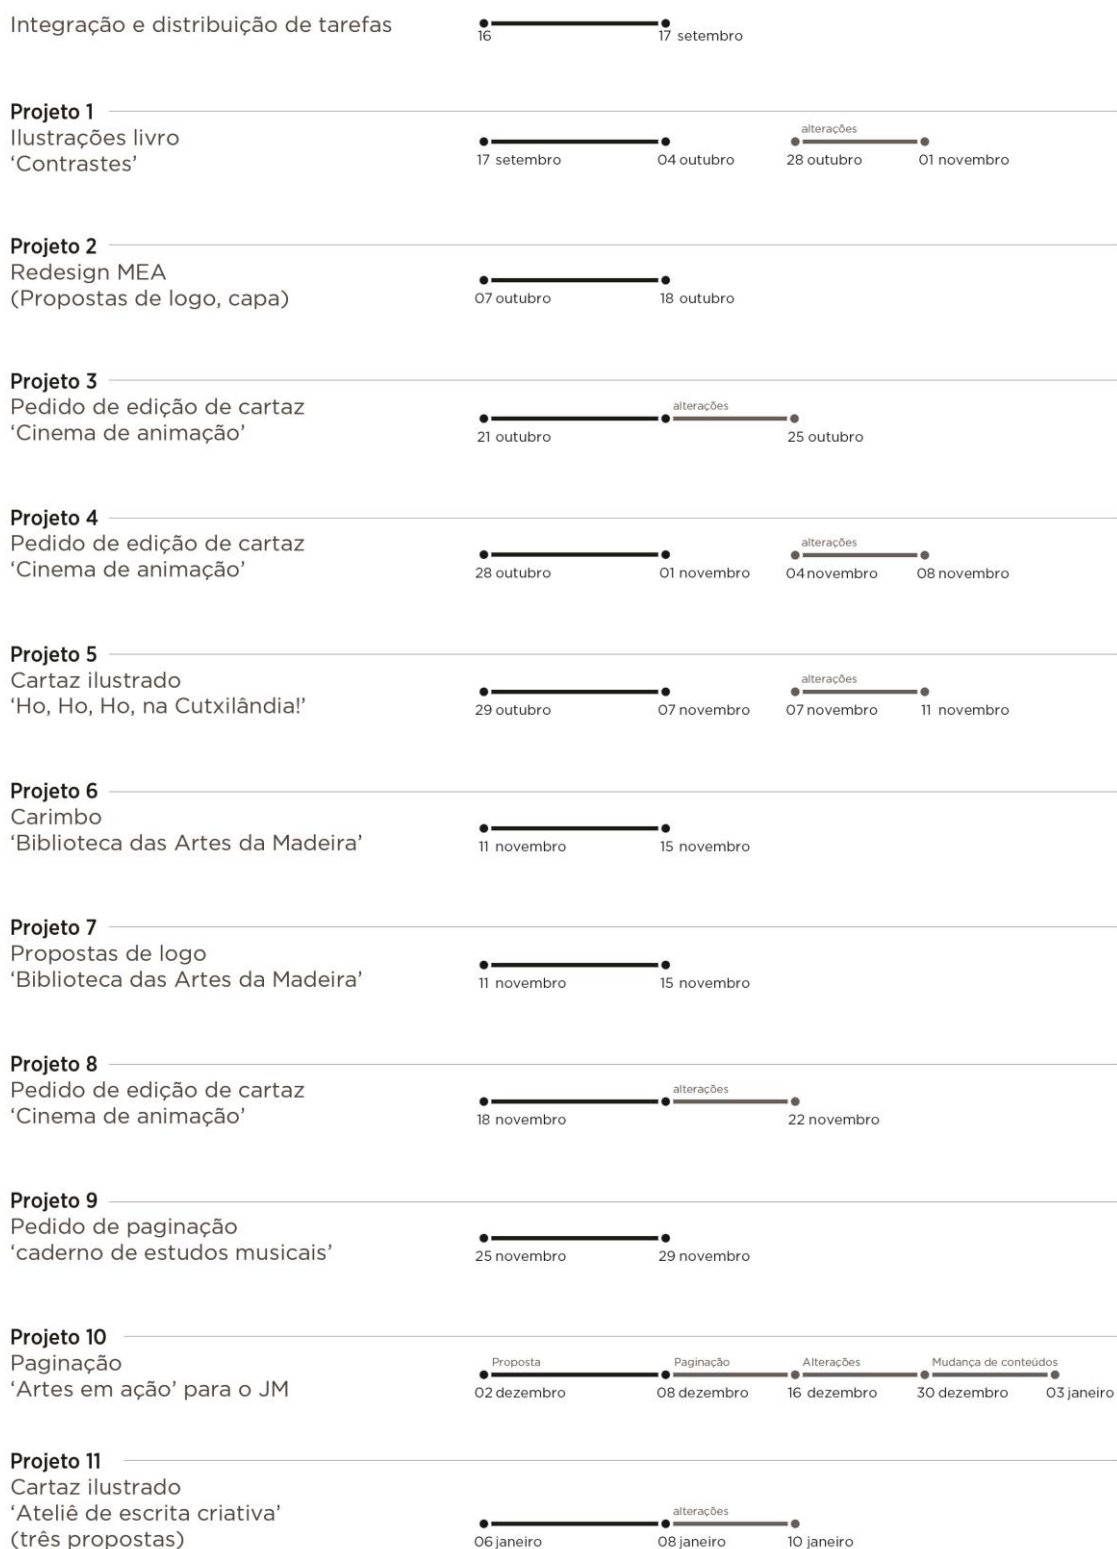 Integração e distribuição de tarefas
16 17 setembro
Projeto 1
Ilustrações livro
‘Contrastes’
alterações
17 setembro 04 outubro 28 outubro 01 novembro
Projeto 2
Redesign MEA
(Propostas de logo, capa)
07 outubro 18 outubro
Projeto 3
Pedido de edição de cartaz
‘Cinema de animação’
alterações
21 outubro 25 outubro
Projeto 4
Pedido de edição de cartaz
‘Cinema de animação’
alterações
28 outubro 01 novembro 04 novembro 08 novembro
Projeto 5
Cartaz ilustrado
‘Ho, Ho, Ho, na Cutxilândia!’
alterações
29 outubro 07 novembro 07 novembro 11 novembro
Projeto 6
Carimbo
‘Biblioteca das Artes da Madeira’
11 novembro 15 novembro
Projeto 7
Propostas de logo
‘Biblioteca das Artes da Madeira’
11 novembro 15 novembro
Projeto 8
Pedido de edição de cartaz
‘Cinema de animação’
alterações
18 novembro 22 novembro
Projeto 9
Pedido de paginação
‘caderno de estudos musicais’
25 novembro 29 novembro
Projeto 10
Paginação
‘Artes em ação’ para o JM
Proposta Paginação Alterações Mudança de conteúdos
02 dezembro 08 dezembro 16 dezembro 30 dezembro 03 janeiro
Projeto 11
Cartaz ilustrado
‘Ateliê de escrita criativa’
(três propostas)
alterações
06 janeiro 08 janeiro 10 janeiro